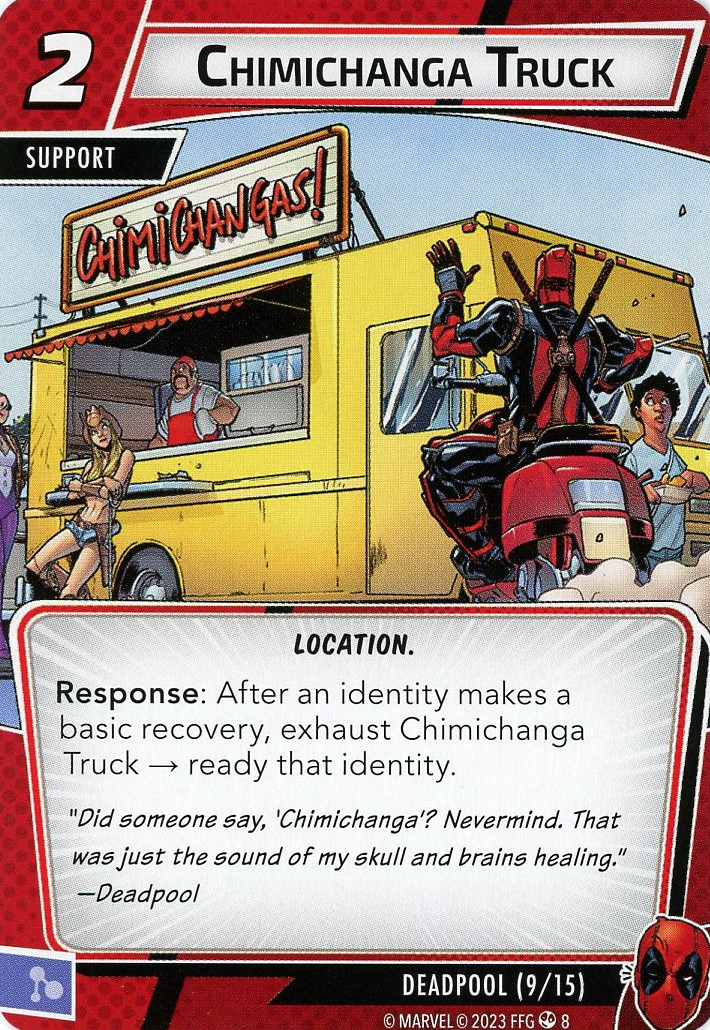 2
CHIMICHANGA TRUCK
SUPPORT
CHIMICHANGAS!
LOCATION.
Response: After an identity makes a
basic recovery, exhaust Chimichanga
Truck → ready that identity.
"Did someone say, 'Chimichanga'? Nevermind. That
was just the sound of my skull and brains healing."
—Deadpool
DEADPOOL (9/15)
© MARVEL © 2023 FFG 8